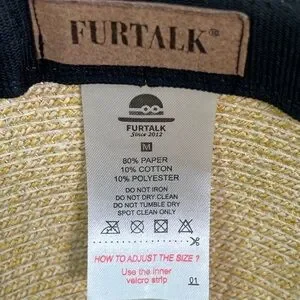 FURTALK®
FURTALK
Since 2012
M
80% PAPER
10% COTTON
10% POLYESTER
DO NOT IRON
DO NOT DRY CLEAN
DO NOT TUMBLE DRY
SPOT CLEAN ONLY
HOW TO ADJUST THE SIZE ?
Use the inner
velcro strip
01